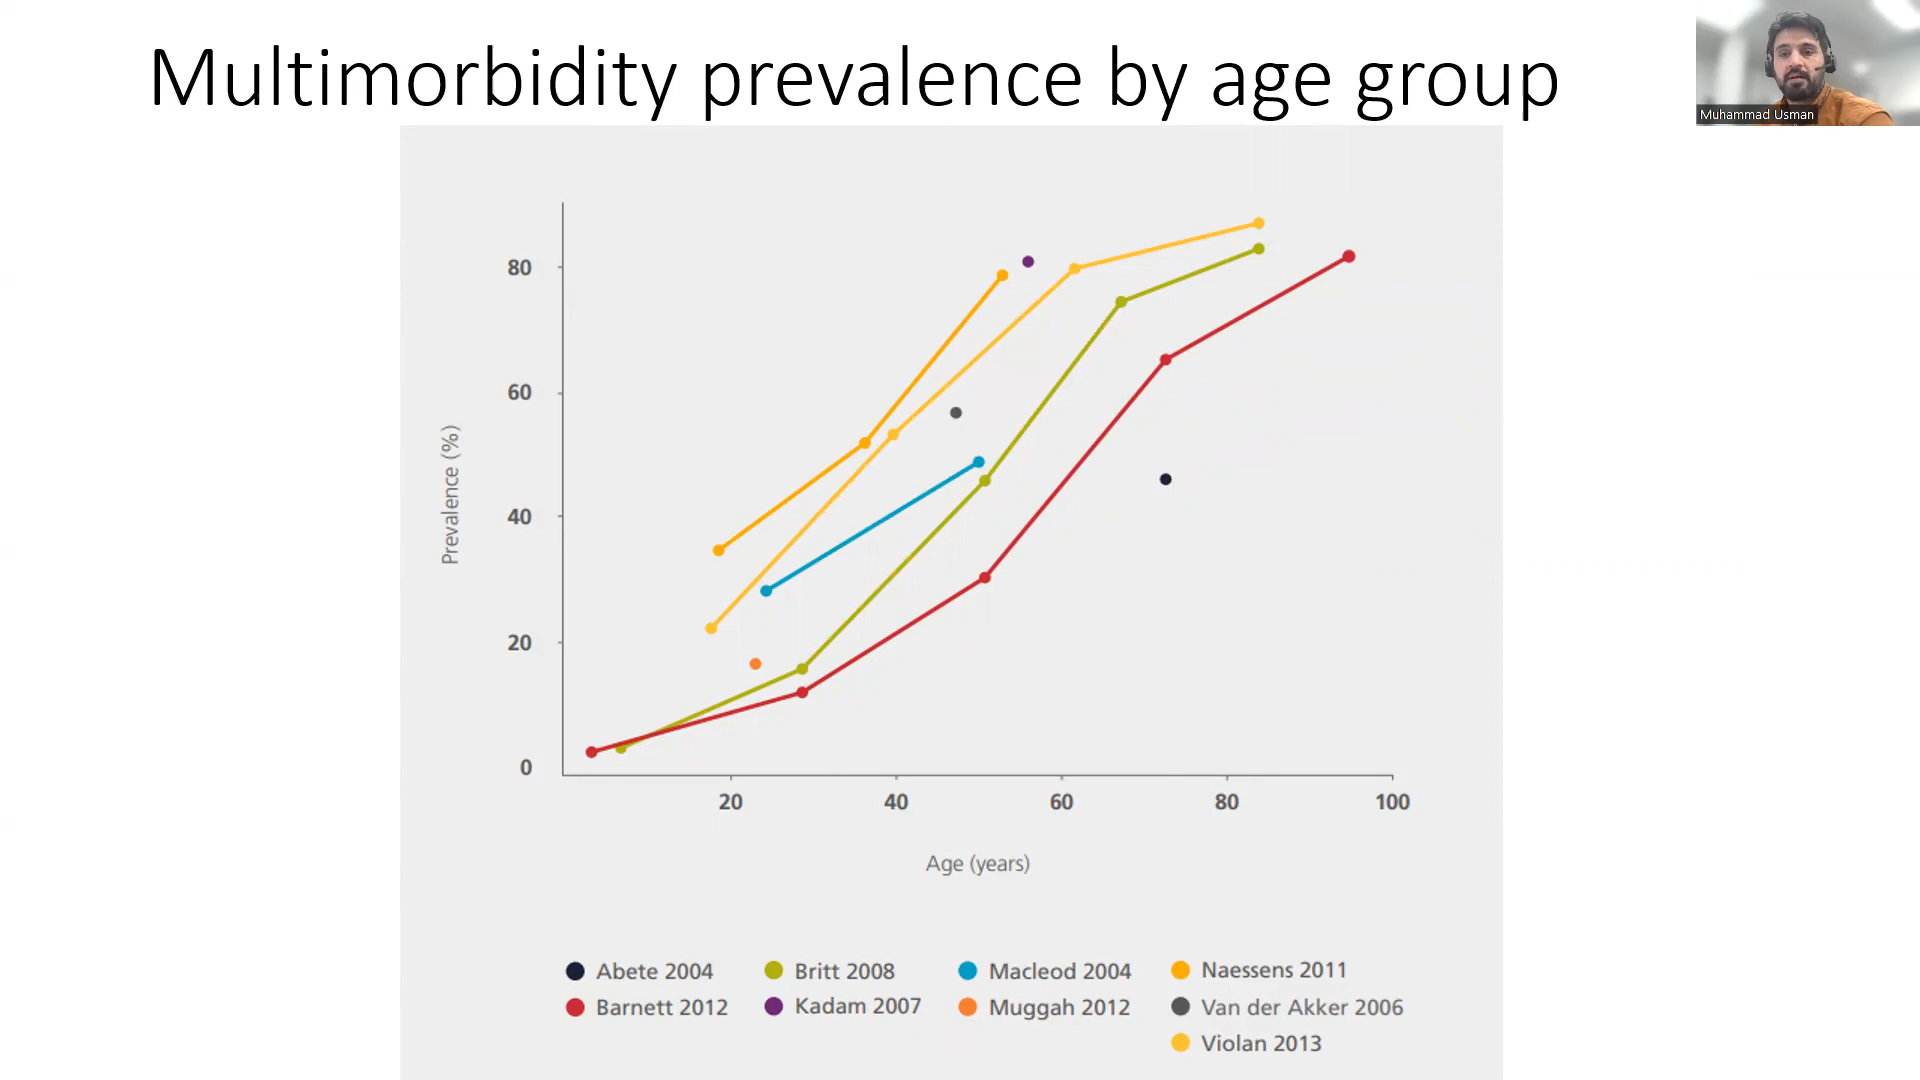 Multimorbidity prevalence by age group
Muhammad Usman
80
60
40
20
0
Prevalence (%)
20 40 60 80 100
Age (years)
Abete 2004 Britt 2008 Macleod 2004 Naessens 2011
Barnett 2012 Kadam 2007 Muggah 2012 Van der Akker 2006
Violan 2013